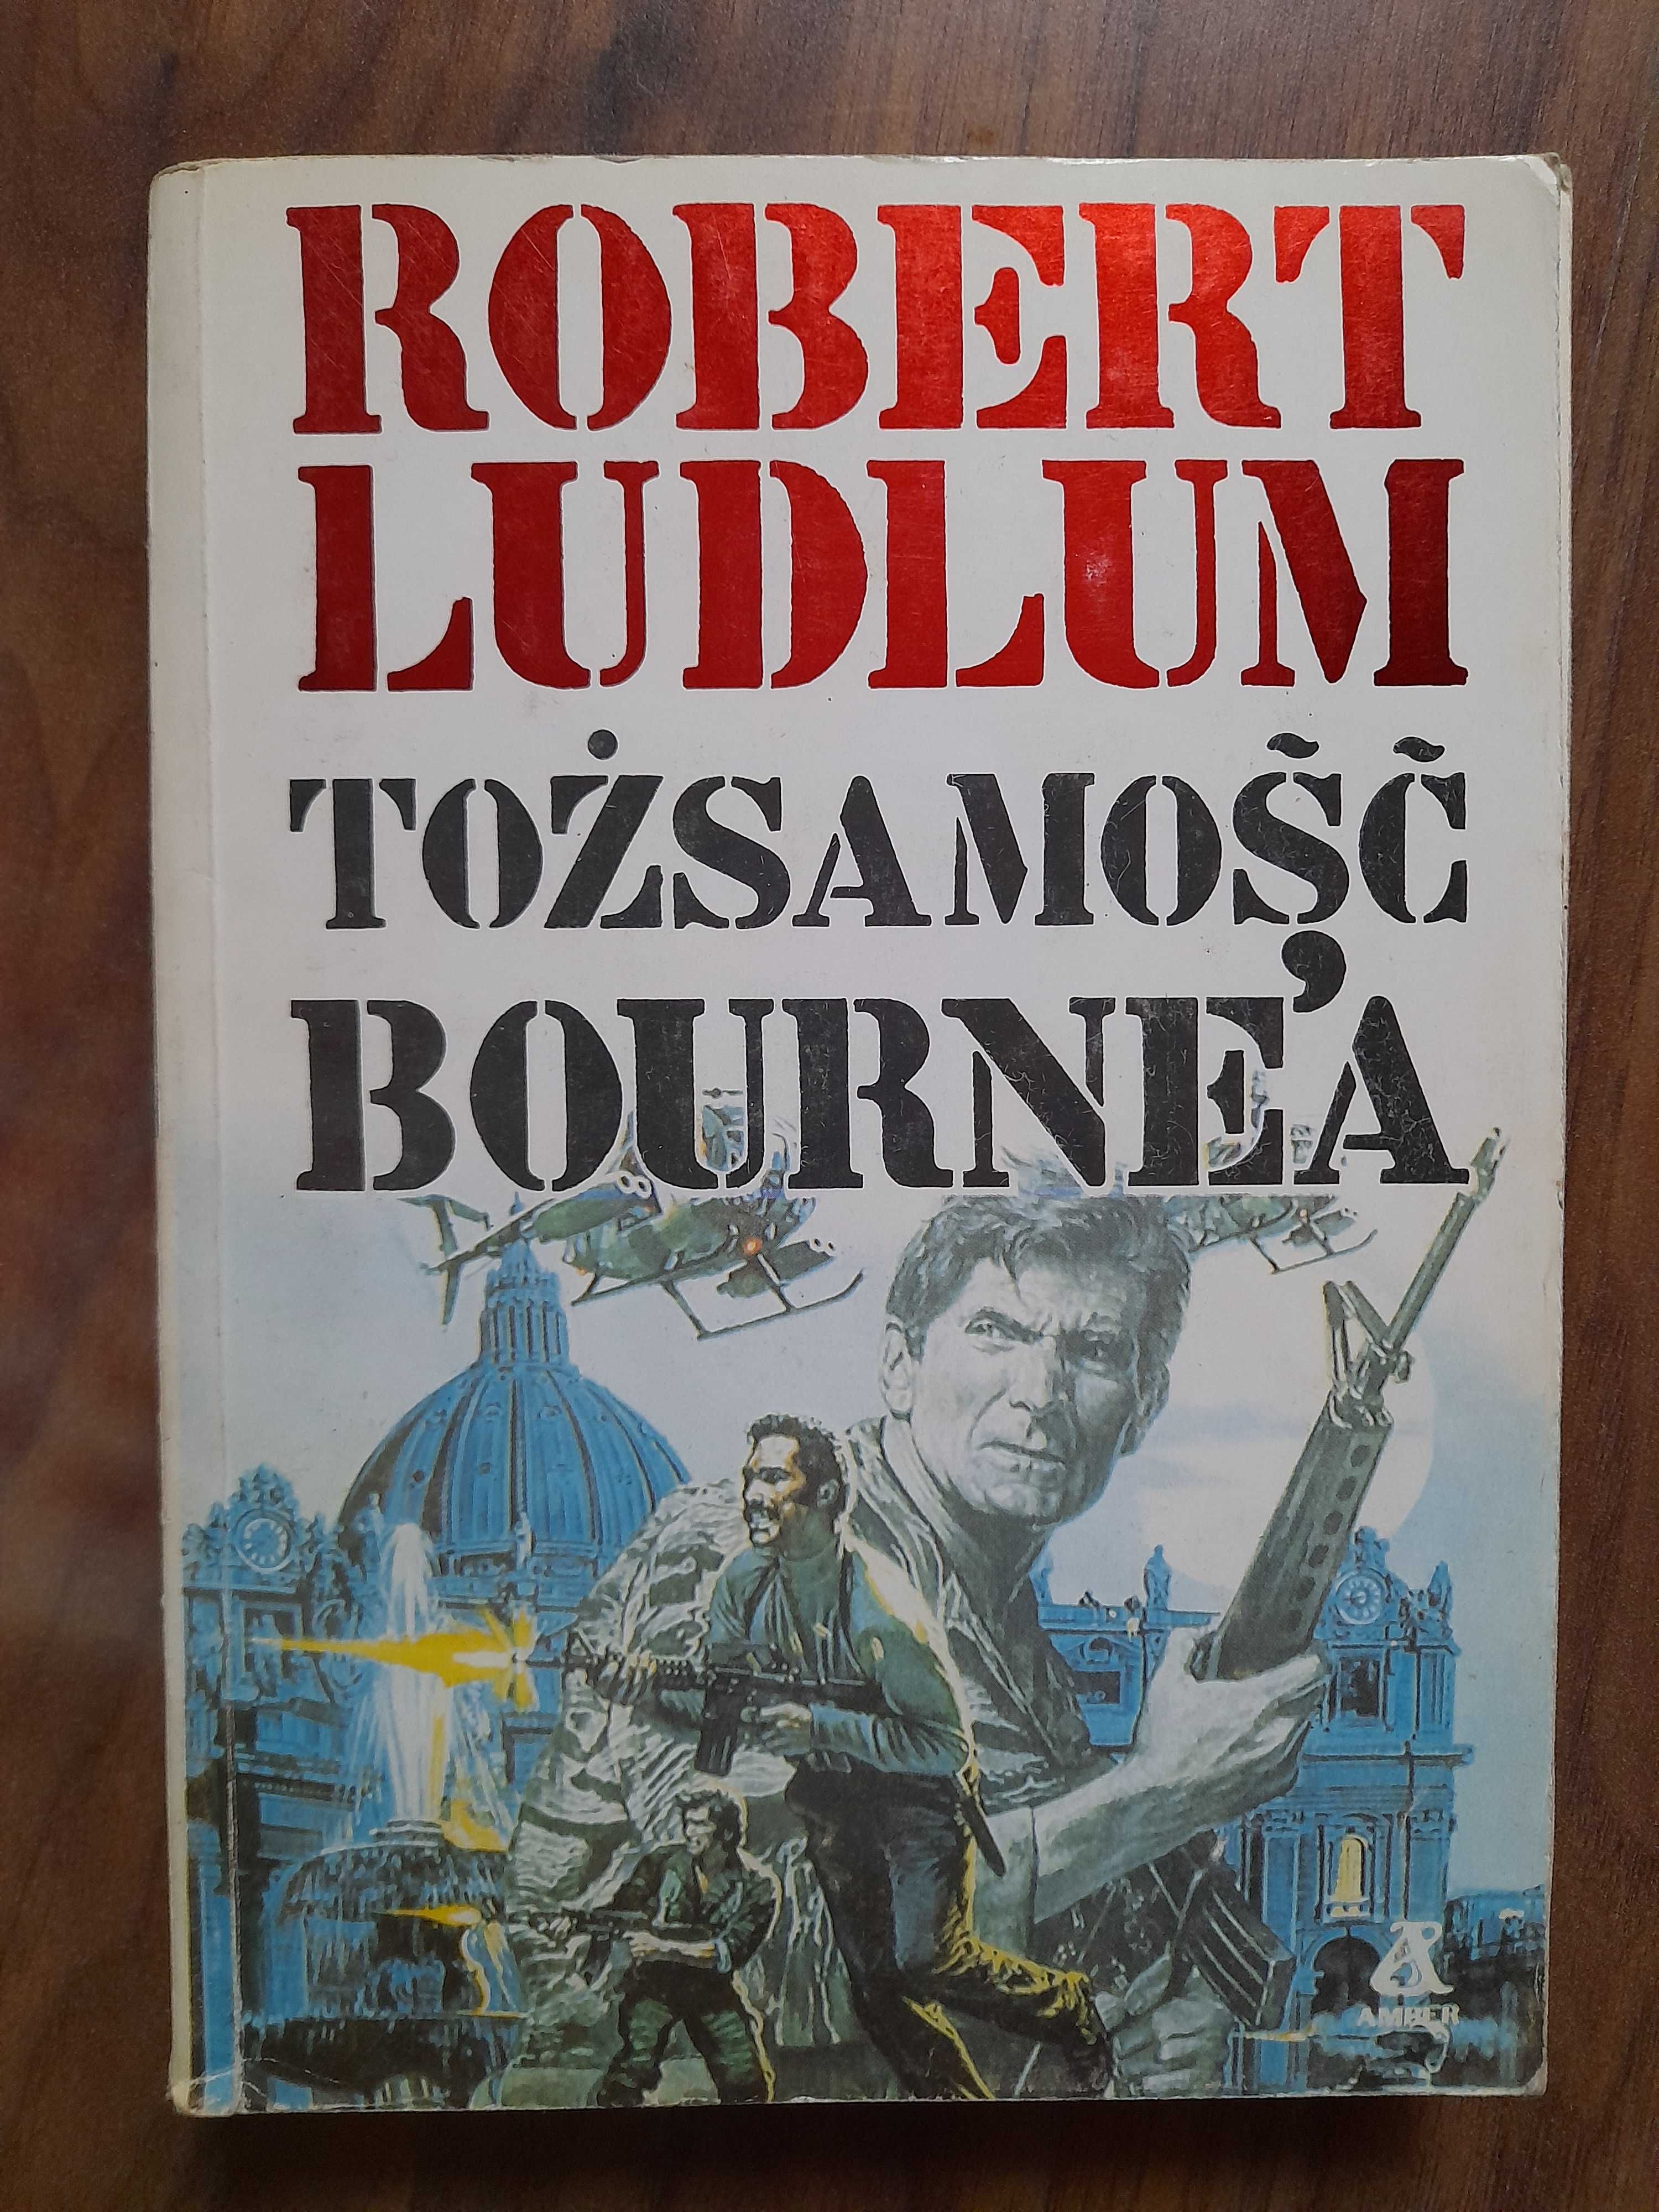 ROBERT
LUDLUM
TOŻSAMOŚĆ
BOURNE'A
AMBER